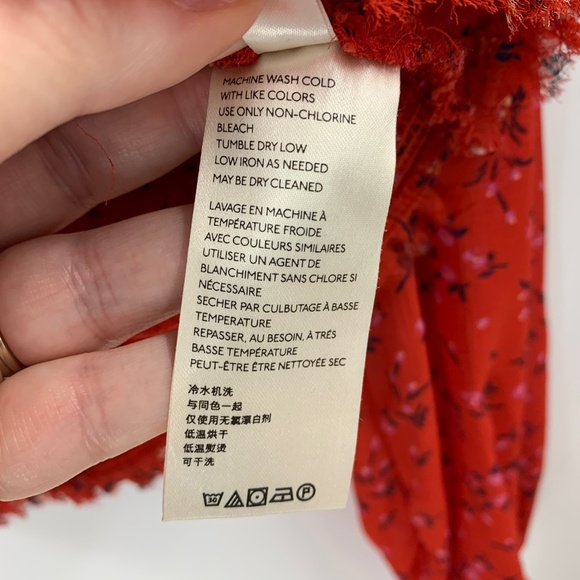 MACHINE WASH COLD
WITH LIKE COLORS
USE ONLY NON-CHLORINE
BLEACH
TUMBLE DRY LOW
LOW IRON AS NEEDED
MAY BE DRY CLEANED
LAVAGE EN MACHINE À
TEMPÉRATURE FROIDE
AVEC COULEURS SIMILAIRES
UTILISER UN AGENT DE
BLANCHIMENT SANS CHLORE SI
NÉCESSAIRE
SECHER PAR CULBUTAGE À BASSE
TEMPERATURE
REPASSER, AU BESOIN, À TRÉS
BASSE TEMPÉRATURE
PEUT-ÊTRE ÊTRE NETTOYÉE SEC
冷水机洗
与同色一起
仅使用无氯漂白剂
低温烘干
低温熨烫
可干洗
30 P